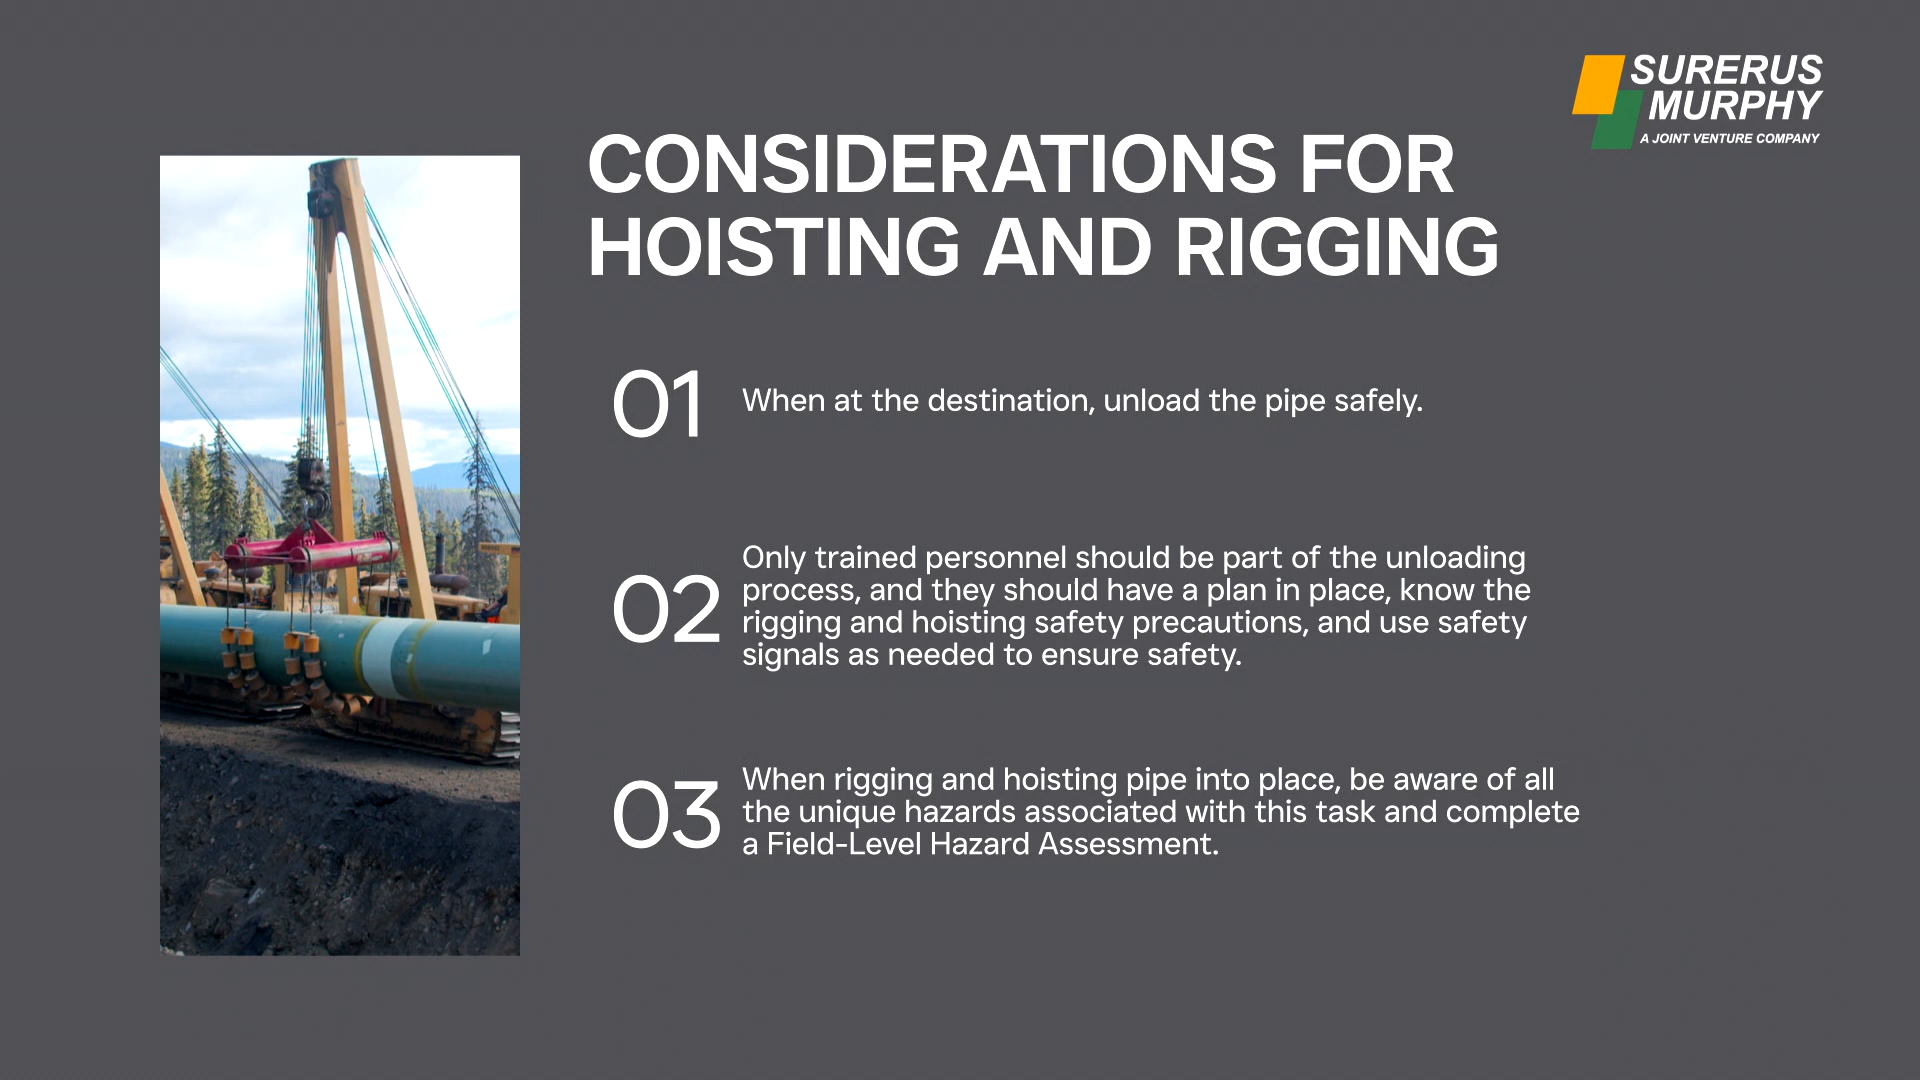 SURERUS
MURPHY
A JOINT VENTURE COMPANY
CONSIDERATIONS FOR
HOISTING AND RIGGING
01
When at the destination, unload the pipe safely.
02
Only trained personnel should be part of the unloading
process, and they should have a plan in place, know the
rigging and hoisting safety precautions, and use safety
signals as needed to ensure safety.
03
When rigging and hoisting pipe into place, be aware of all
the unique hazards associated with this task and complete
a Field-Level Hazard Assessment.